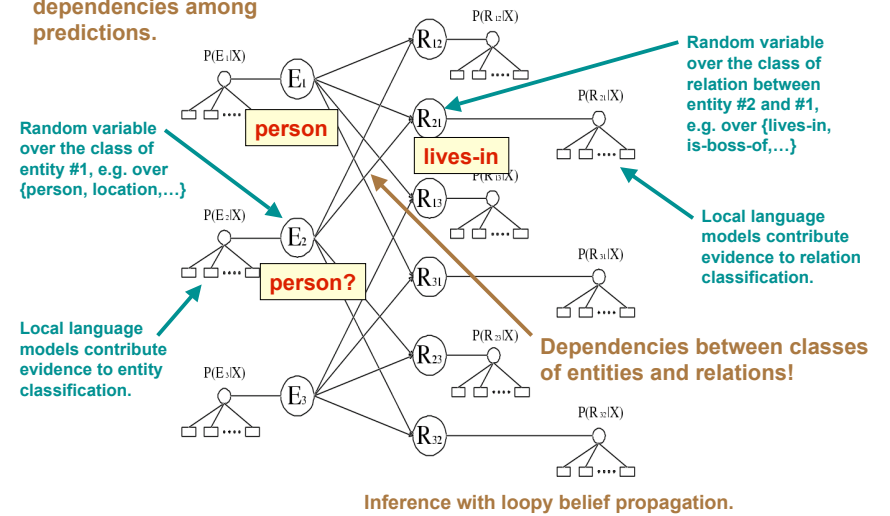 dependencies among
predictions.
P(E₁|X)
E₁
person
Random variable
over the class of
entity #1, e.g. over
{person, location,…}
P(E₂|X)
E₂
person?
Local language
models contribute
evidence to entity
classification.
P(E₃|X)
E₃
P(R₁₂|X)
R₁₂
R₂₁
lives-in
P(R₂₁|X)
Random variable
over the class of
relation between
entity #2 and #1,
e.g. over {lives-in,
is-boss-of,…}
P(R₁₃|X)
R₁₃
Local language
models contribute
evidence to relation
classification.
R₃₁
P(R₃₁|X)
P(R₂₃|X)
R₂₃
Dependencies between classes
of entities and relations!
R₃₂
P(R₃₂|X)
Inference with loopy belief propagation.